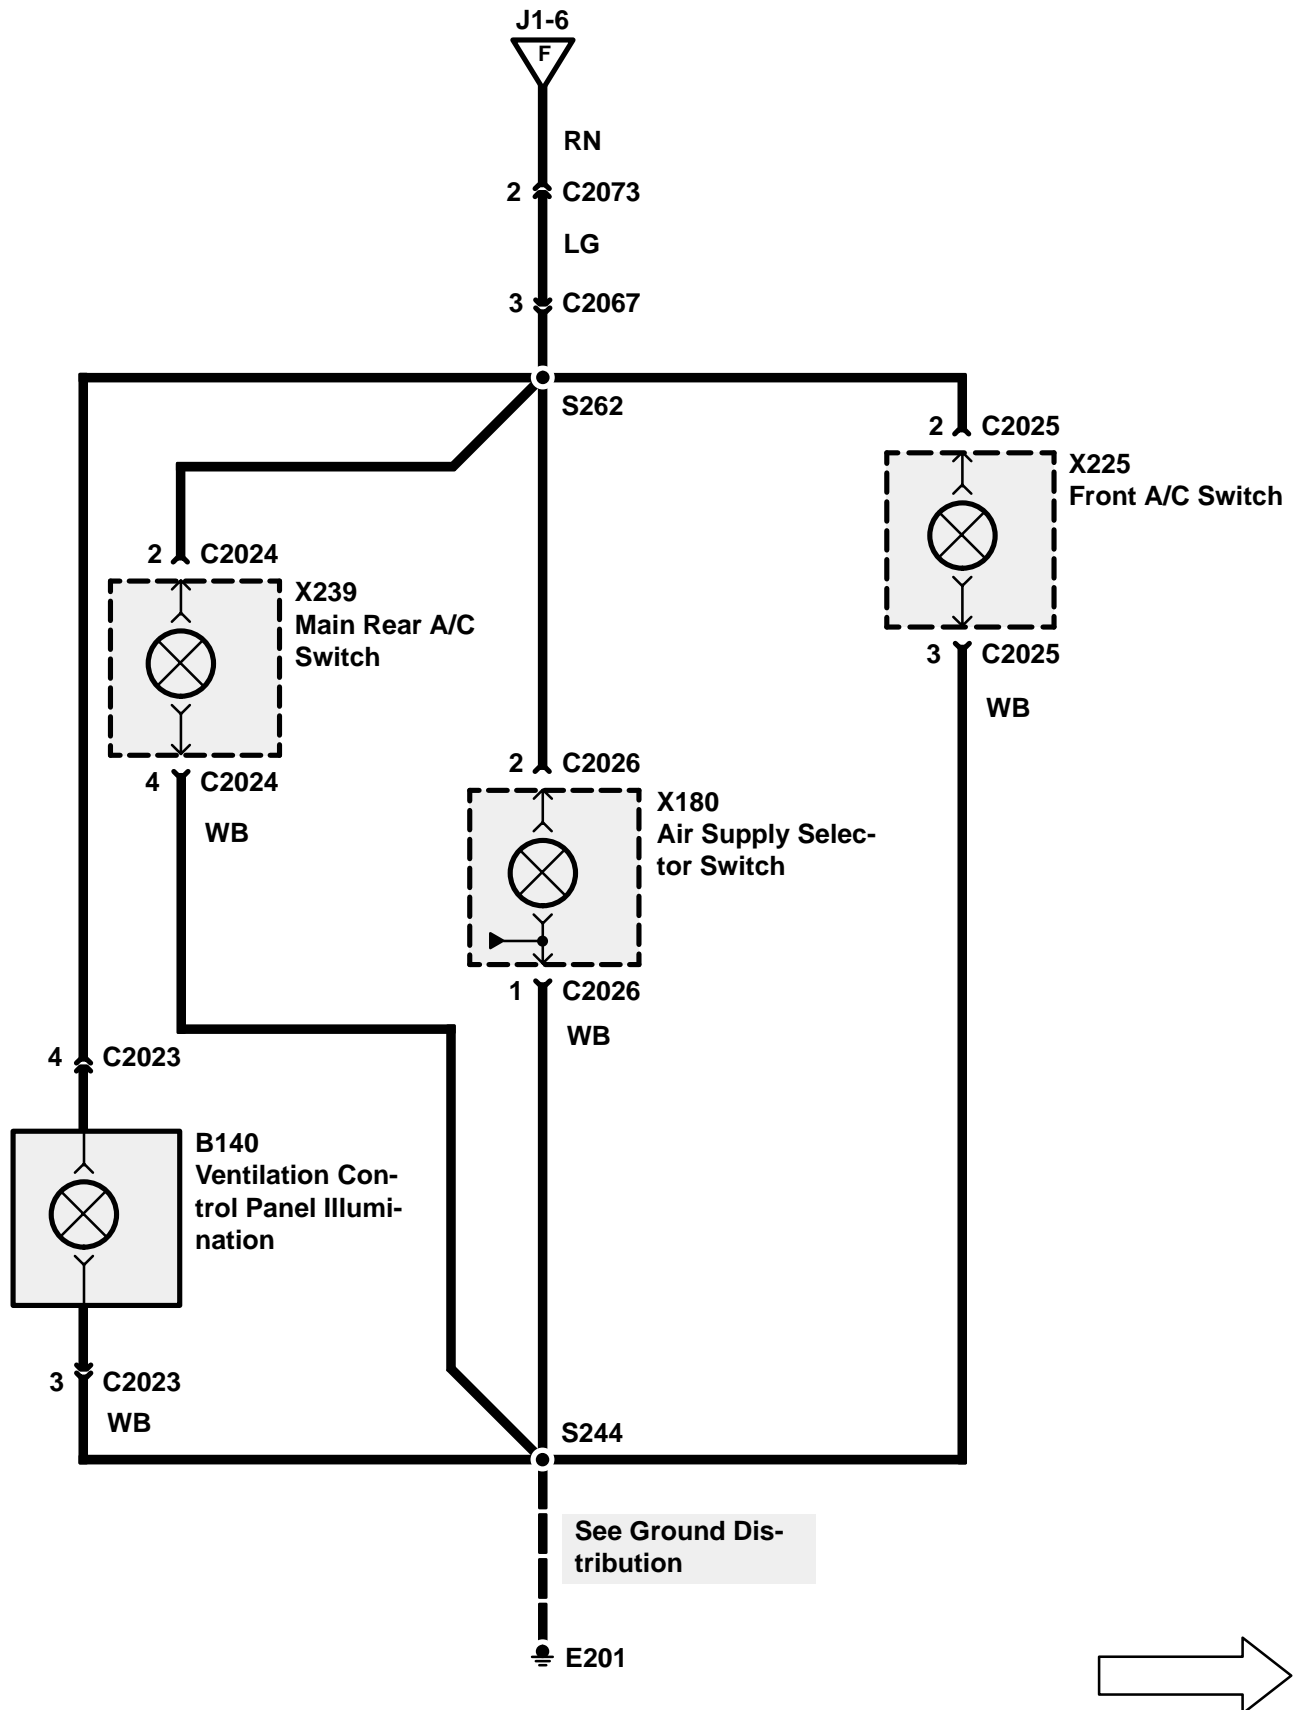 J1-6
F
RN
2 C2073
LG
3 C2067
S262
2 C2025
X225
Front A/C Switch
3 C2025
WB
2 C2024
X239
Main Rear A/C
Switch
4 C2024
WB
2 C2026
X180
Air Supply Selec-
tor Switch
1 C2026
WB
4 C2023
B140
Ventilation Con-
trol Panel Illumi-
nation
3 C2023
WB
S244
See Ground Dis-
tribution
E201